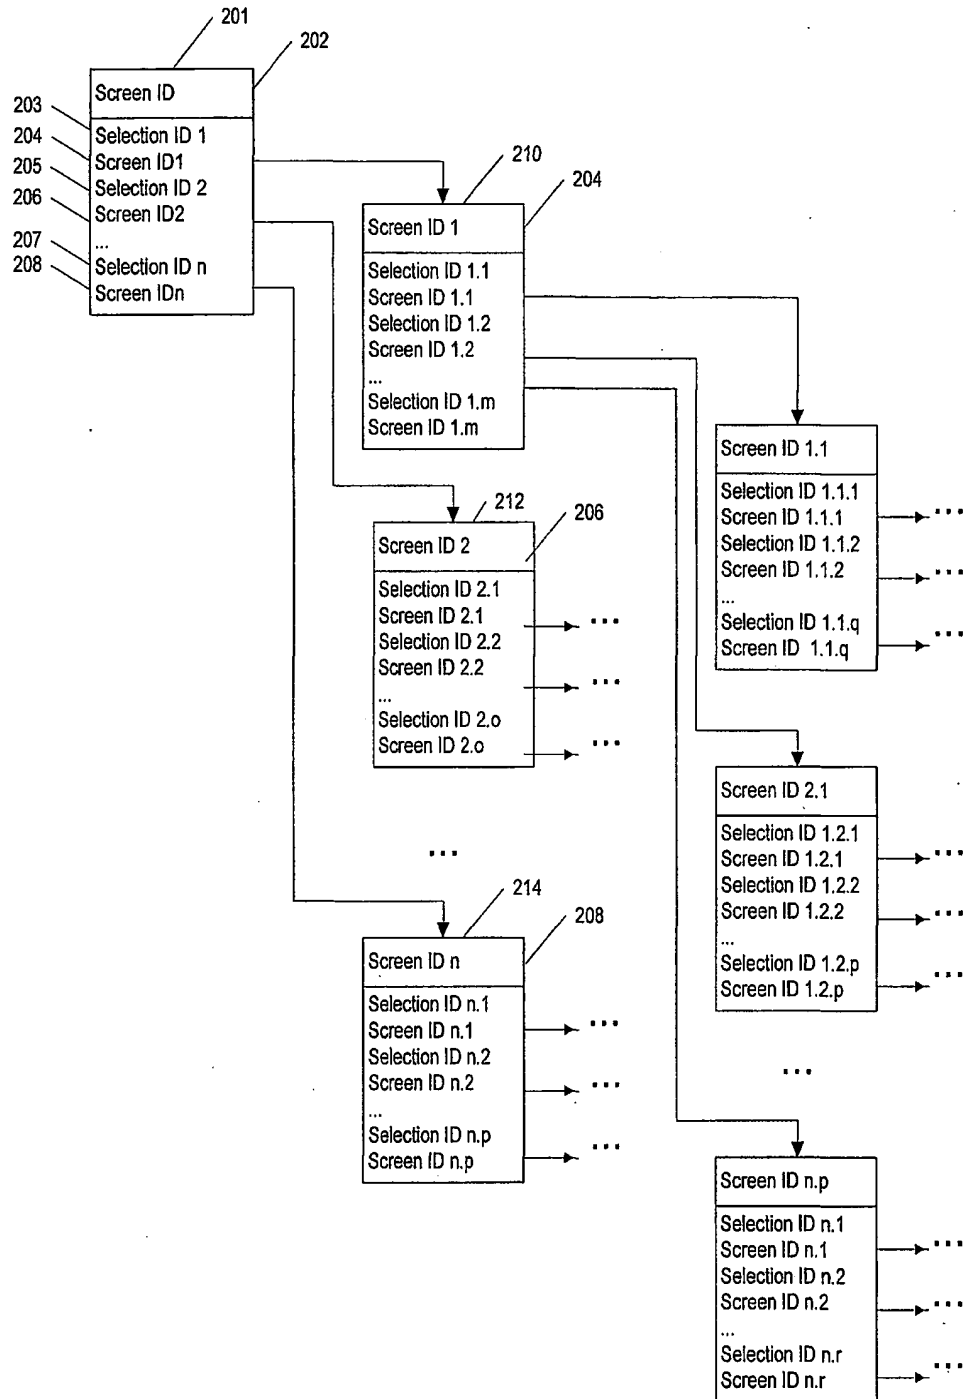 201
202
Screen ID
203
204
205
206
207
208
Selection ID 1
Screen ID1
Selection ID 2
Screen ID2
...
Selection ID n
Screen IDn
210
204
Screen ID 1
Selection ID 1.1
Screen ID 1.1
Selection ID 1.2
Screen ID 1.2
...
Selection ID 1.m
Screen ID 1.m
212
206
Screen ID 2
Selection ID 2.1
Screen ID 2.1
Selection ID 2.2
Screen ID 2.2
...
Selection ID 2.o
Screen ID 2.o
...
...
...
...
214
208
Screen ID n
Selection ID n.1
Screen ID n.1
Selection ID n.2
Screen ID n.2
...
Selection ID n.p
Screen ID n.p
...
...
...
Screen ID 1.1
Selection ID 1.1.1
Screen ID 1.1.1
Selection ID 1.1.2
Screen ID 1.1.2
...
Selection ID 1.1.q
Screen ID 1.1.q
...
...
...
Screen ID 2.1
Selection ID 1.2.1
Screen ID 1.2.1
Selection ID 1.2.2
Screen ID 1.2.2
...
Selection ID 1.2.p
Screen ID 1.2.p
...
...
...
...
Screen ID n.p
Selection ID n.1
Screen ID n.1
Selection ID n.2
Screen ID n.2
...
Selection ID n.r
Screen ID n.r
...
...
...